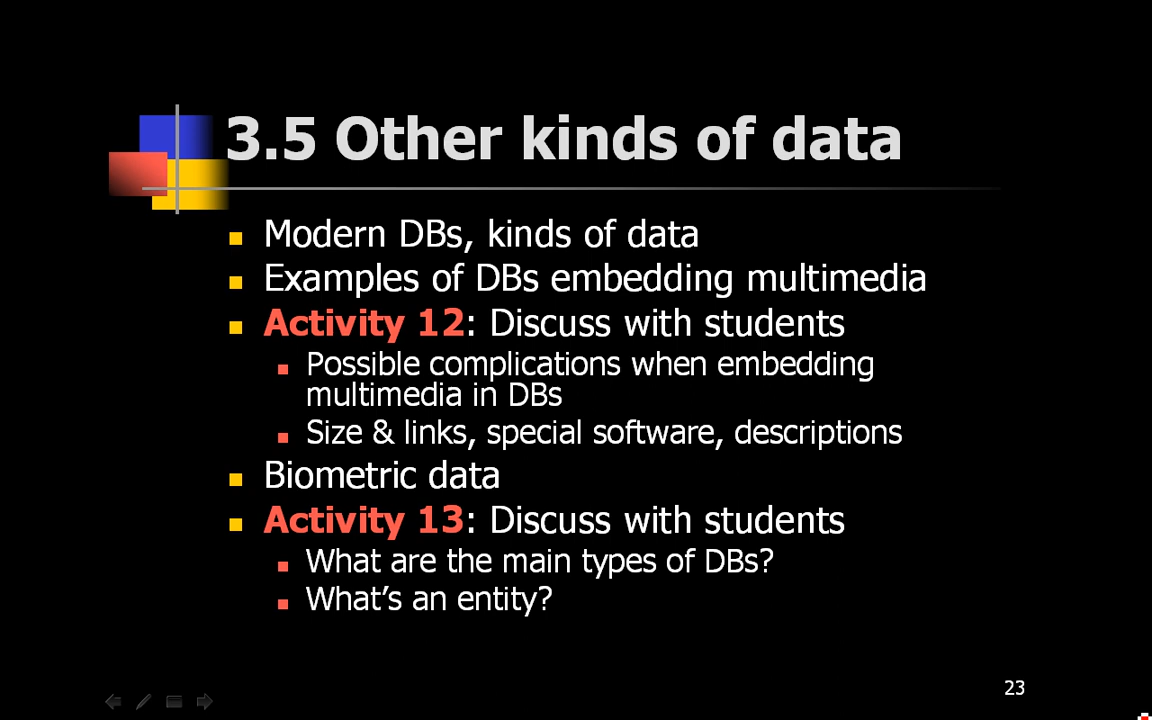 3.5 Other kinds of data
Modern DBs, kinds of data
Examples of DBs embedding multimedia
Activity 12: Discuss with students
Possible complications when embedding
multimedia in DBs
Size & links, special software, descriptions
Biometric data
Activity 13: Discuss with students
What are the main types of DBs?
What’s an entity?
23